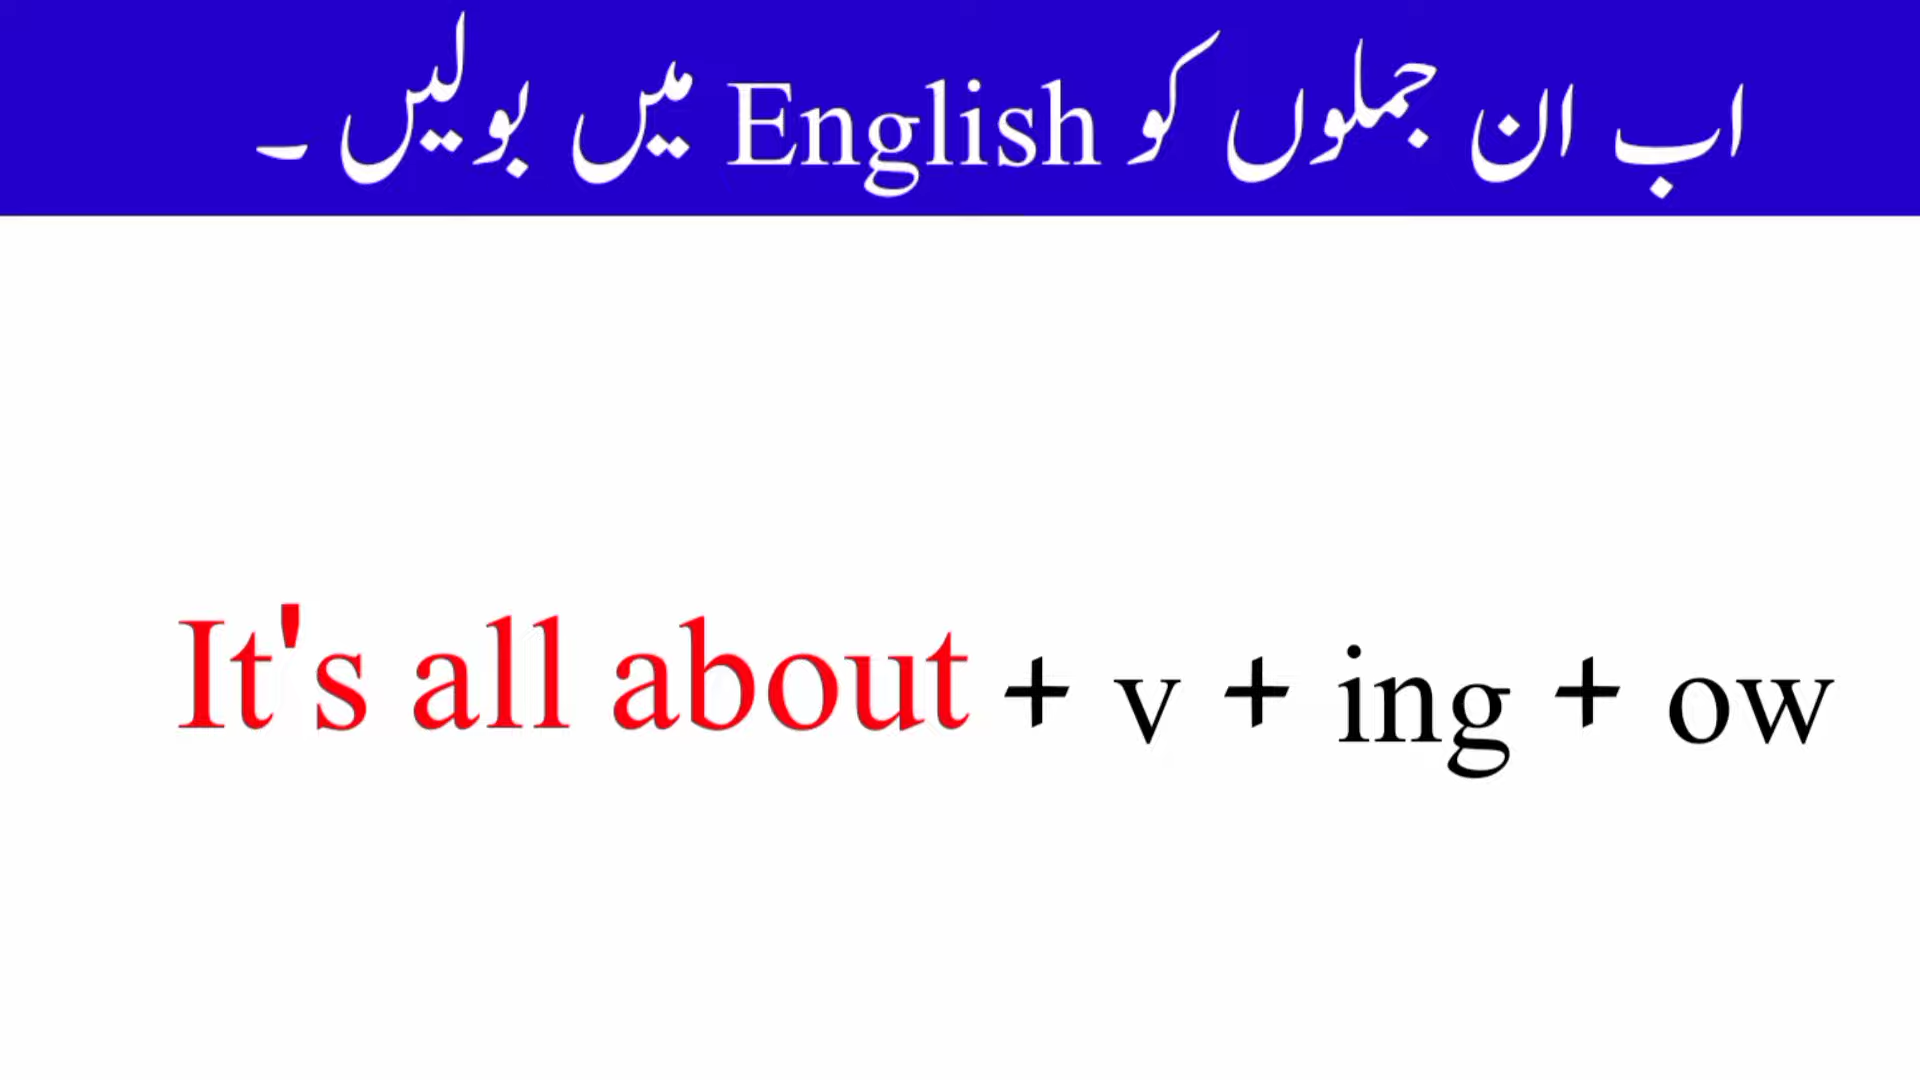 اب ان جملوں کو English میں بولیں ۔
It's all about + v + ing + ow